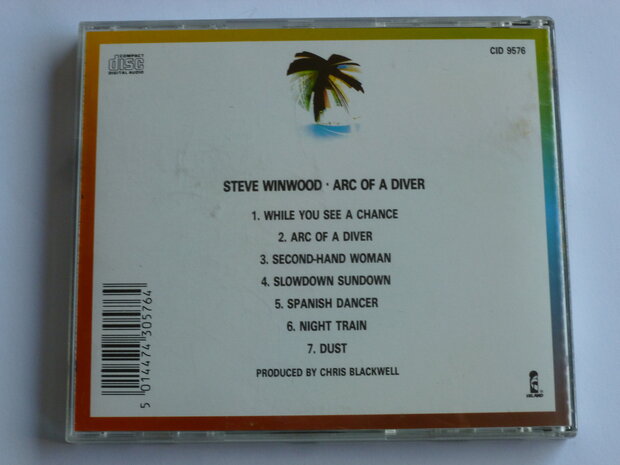 COMPACT
disc
DIGITAL AUDIO
CID 9576
STEVE WINWOOD · ARC OF A DIVER
1. WHILE YOU SEE A CHANCE
2. ARC OF A DIVER
3. SECOND-HAND WOMAN
4. SLOWDOWN SUNDOWN
5. SPANISH DANCER
6. NIGHT TRAIN
7. DUST
PRODUCED BY CHRIS BLACKWELL
5 014474 305764
ISLAND